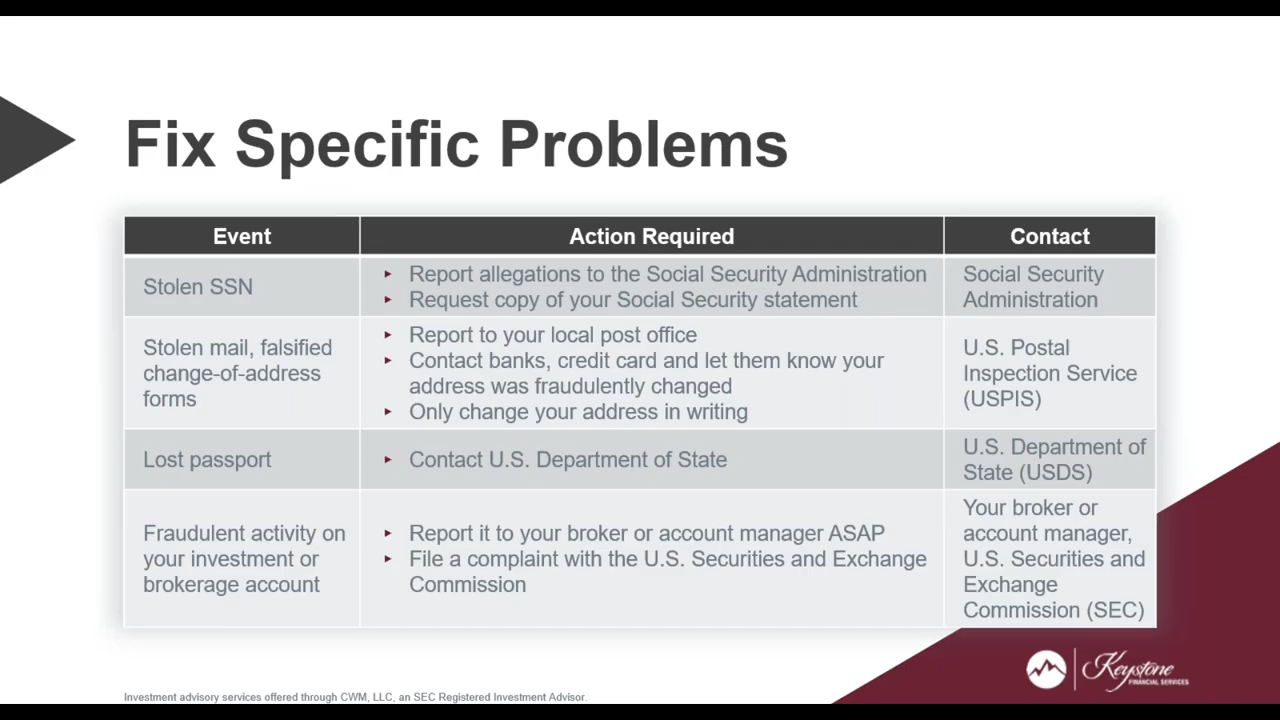 Fix Specific Problems
Event
Action Required
Contact
Stolen SSN
▸ Report allegations to the Social Security Administration
▸ Request copy of your Social Security statement
Social Security
Administration
Stolen mail, falsified
change-of-address
forms
▸ Report to your local post office
▸ Contact banks, credit card and let them know your
address was fraudulently changed
▸ Only change your address in writing
U.S. Postal
Inspection Service
(USPIS)
Lost passport
▸ Contact U.S. Department of State
U.S. Department of
State (USDS)
Fraudulent activity on
your investment or
brokerage account
▸ Report it to your broker or account manager ASAP
▸ File a complaint with the U.S. Securities and Exchange
Commission
Your broker or
account manager,
U.S. Securities and
Exchange
Commission (SEC)
Keystone
FINANCIAL SERVICES
Investment advisory services offered through CWM, LLC, an SEC Registered Investment Advisor.